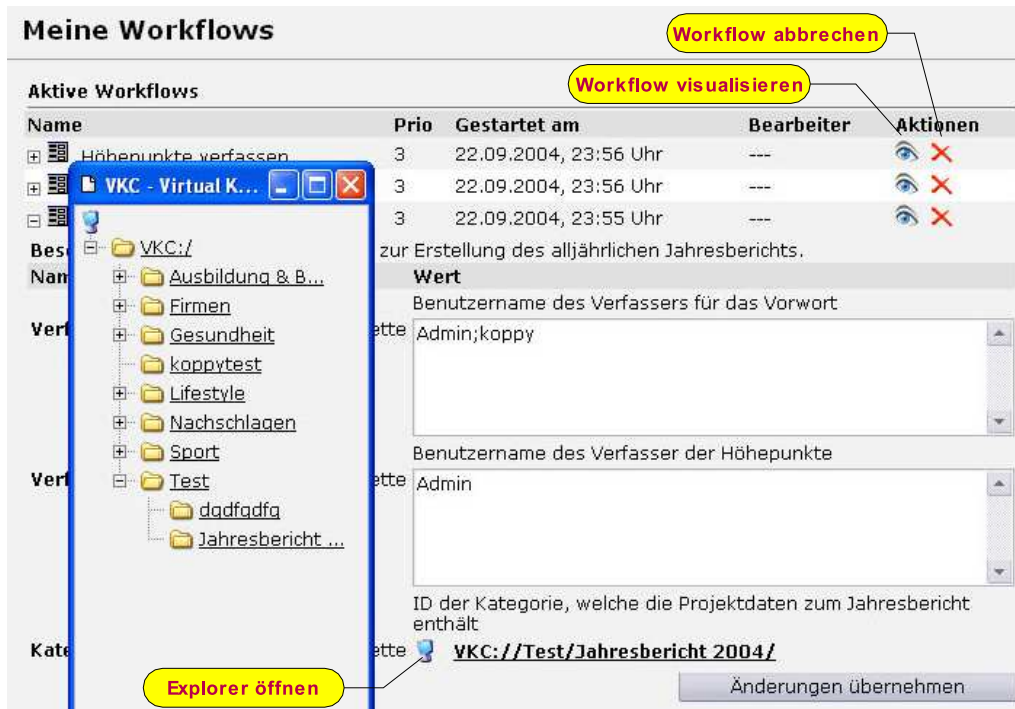 Meine Workflows
Workflow abbrechen
Workflow visualisieren
Aktive Workflows
Name Prio Gestartet am Bearbeiter Aktionen
Höhenpunkte verfassen 3 22.09.2004, 23:56 Uhr ---
3 22.09.2004, 23:56 Uhr ---
3 22.09.2004, 23:55 Uhr ---
zur Erstellung des alljährlichen Jahresberichts.
Wert
Benutzername des Verfassers für das Vorwort
Admin;koppy
Benutzername des Verfasser der Höhepunkte
Admin
ID der Kategorie, welche die Projektdaten zum Jahresbericht
enthält
VKC://Test/Jahresbericht 2004/
Änderungen übernehmen
VKC - Virtual K...
VKC:/
Ausbildung & B...
Firmen
Gesundheit
koppytest
Lifestyle
Nachschlagen
Sport
Test
dgdfgdfg
Jahresbericht ...
Explorer öffnen